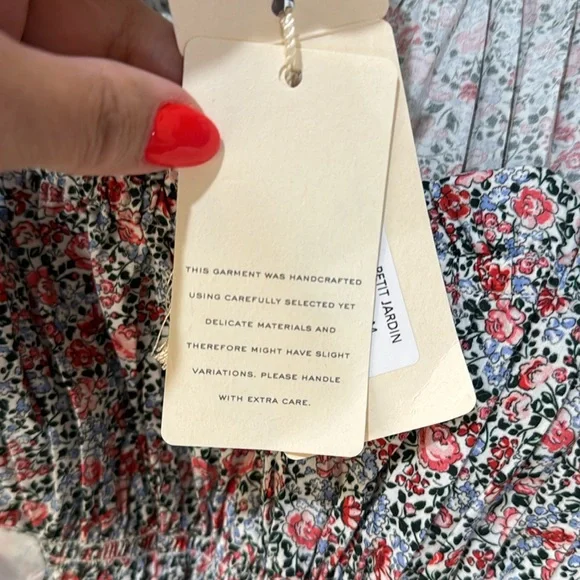 THIS GARMENT WAS HANDCRAFTED
USING CAREFULLY SELECTED YET
DELICATE MATERIALS AND
THEREFORE MIGHT HAVE SLIGHT
VARIATIONS. PLEASE HANDLE
WITH EXTRA CARE.
PETIT JARDIN